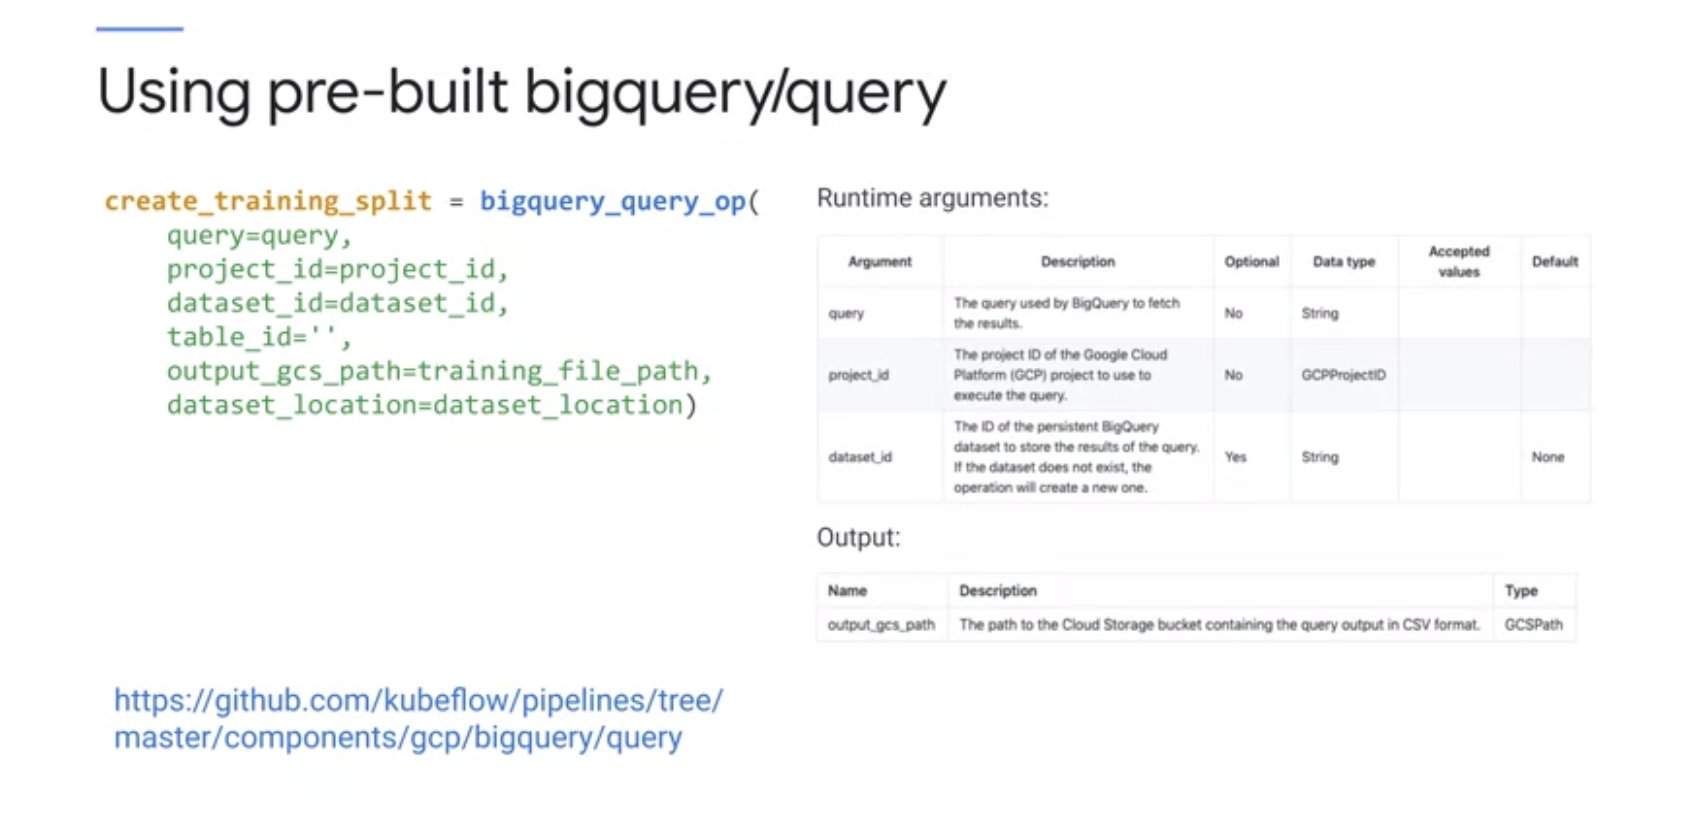 Using pre-built bigquery/query
create_training_split = bigquery_query_op(
query=query,
project_id=project_id,
dataset_id=dataset_id,
table_id='',
output_gcs_path=training_file_path,
dataset_location=dataset_location)
https://github.com/kubeflow/pipelines/tree/
master/components/gcp/bigquery/query
Runtime arguments:
Argument Description Optional Data type Accepted values Default
query The query used by BigQuery to fetch
the results. No String
project_id The project ID of the Google Cloud
Platform (GCP) project to use to
execute the query. No GCPProjectID
dataset_id The ID of the persistent BigQuery
dataset to store the results of the query.
If the dataset does not exist, the
operation will create a new one. Yes String None
Output:
Name Description Type
output_gcs_path The path to the Cloud Storage bucket containing the query output in CSV format. GCSPath